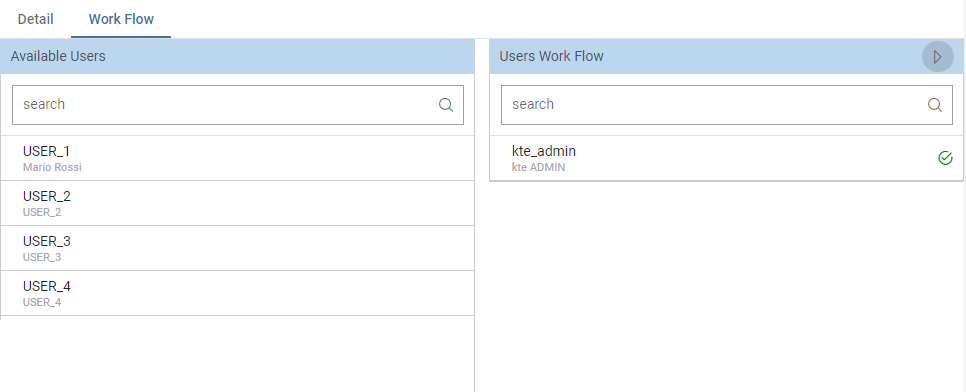 Detail
Work Flow
Available Users
Users Work Flow
search
search
USER_1
Mario Rossi
kte_admin
kte ADMIN
USER_2
USER_2
USER_3
USER_3
USER_4
USER_4